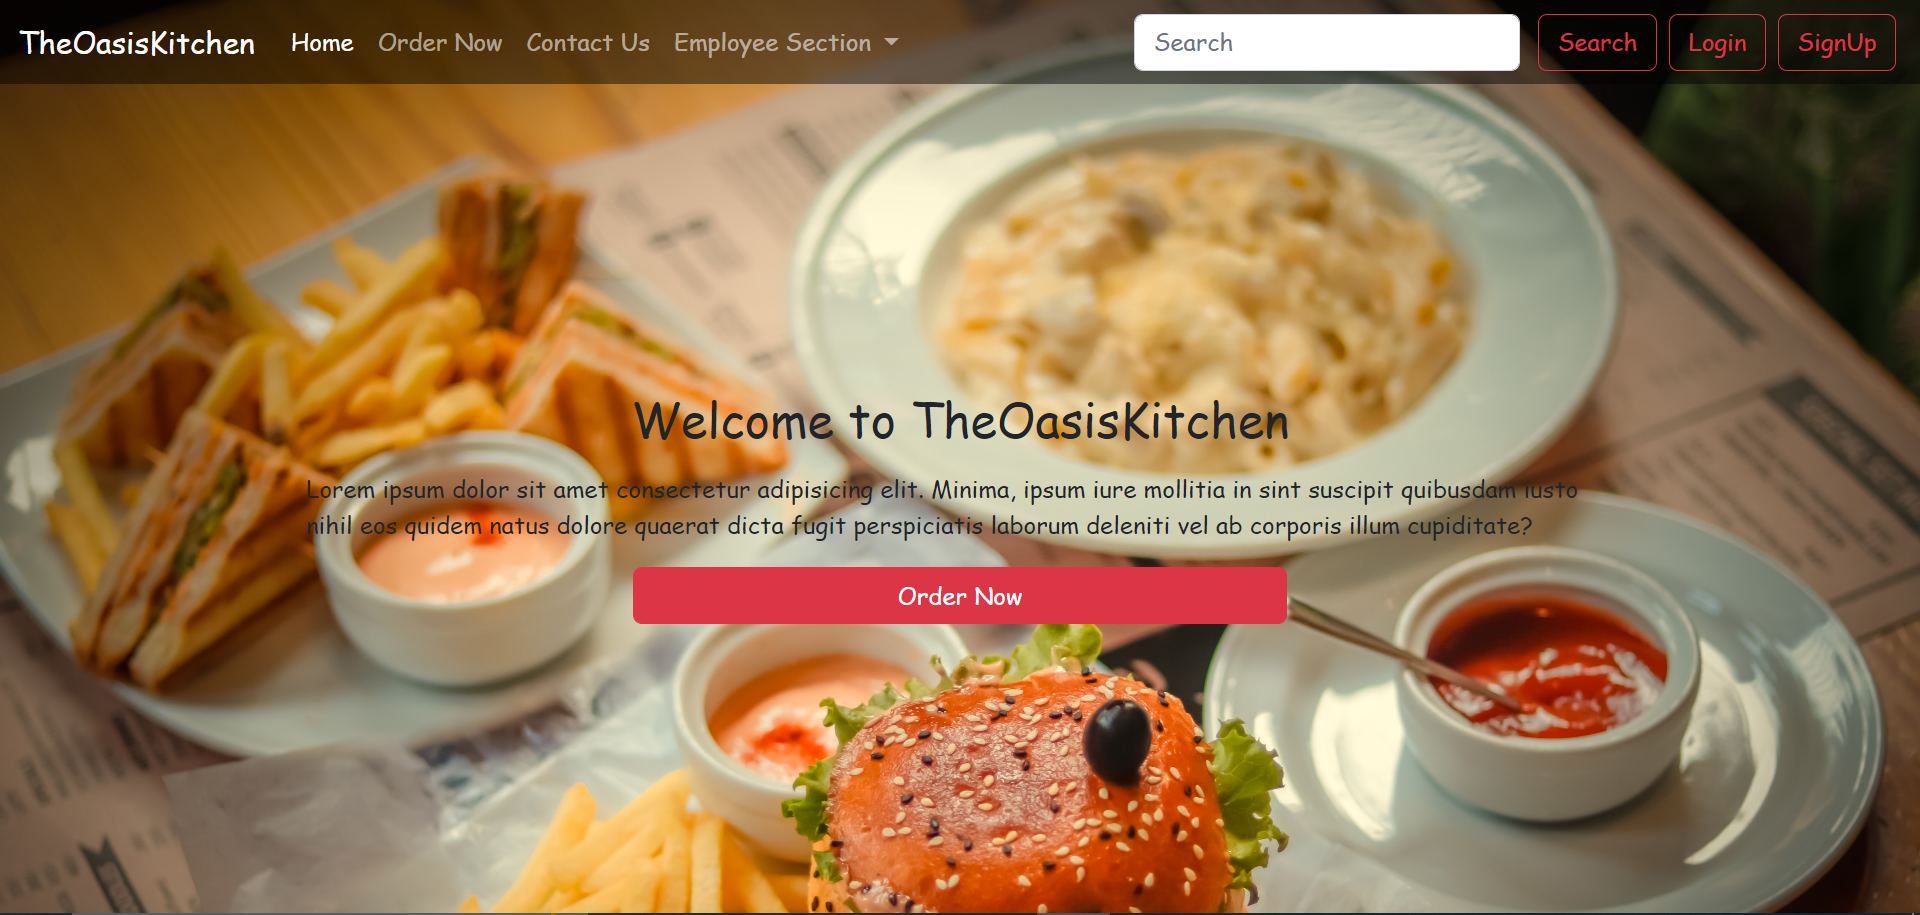 TheOasisKitchen Home Order Now Contact Us Employee Section Search Search Login SignUp
Welcome to TheOasisKitchen
Lorem ipsum dolor sit amet consectetur adipisicing elit. Minima, ipsum iure mollitia in sint suscipit quibusdam iusto
nihil eos quidem natus dolore quaerat dicta fugit perspiciatis laborum deleniti vel ab corporis illum cupiditate?
Order Now